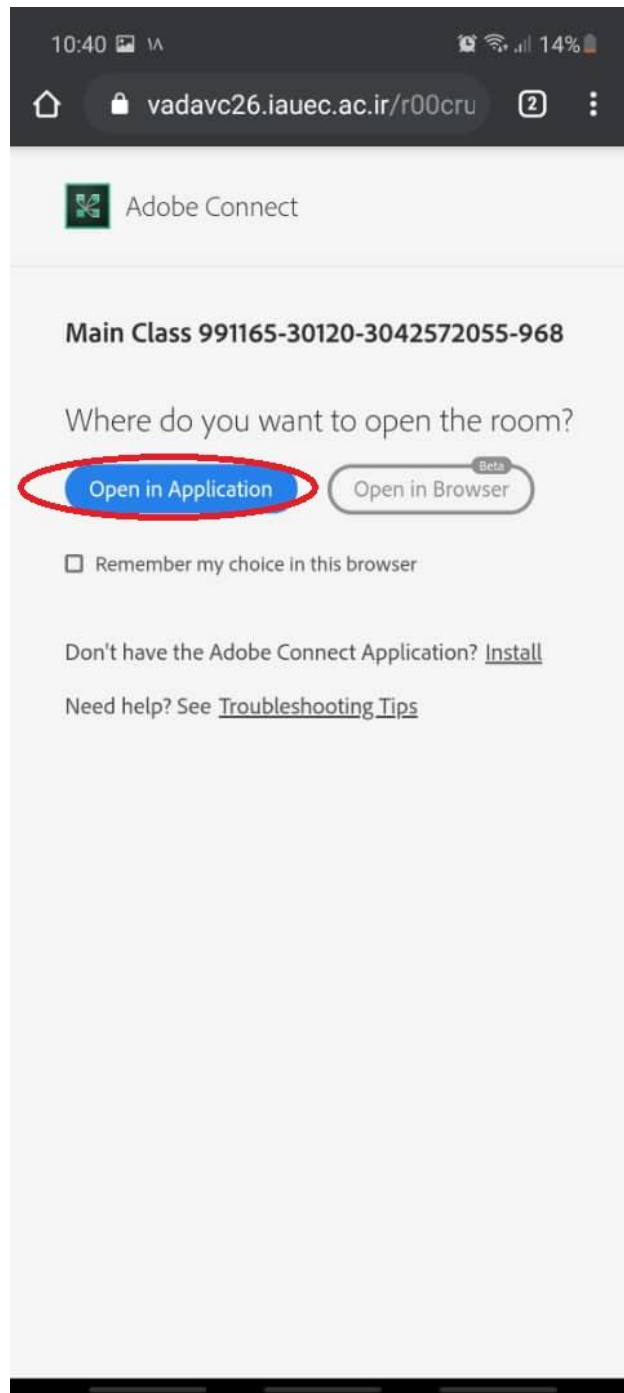 10:40 ۱۸ 14%
vadavc26.iauec.ac.ir/r00cru 2
Adobe Connect
Main Class 991165-30120-3042572055-968
Where do you want to open the room?
Beta
Open in Application Open in Browser
Remember my choice in this browser
Don't have the Adobe Connect Application? Install
Need help? See Troubleshooting Tips